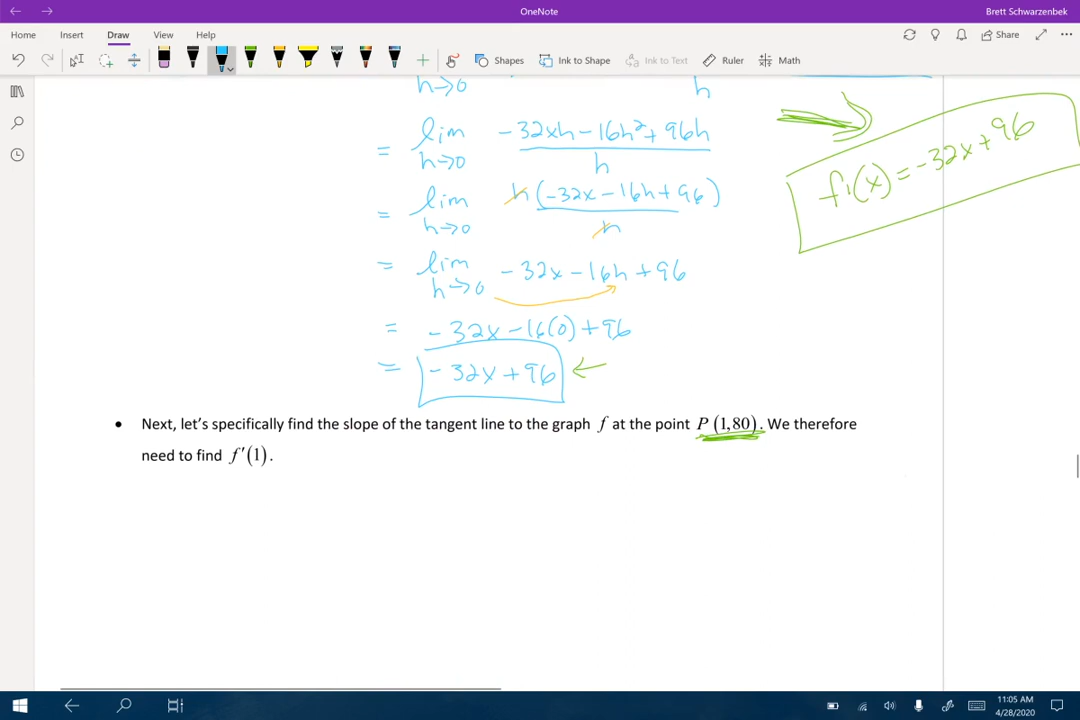 OneNote
Brett Schwarzenbek
Home Insert Draw View Help
Share
Shapes Ink to Shape Ink to Text Ruler Math
h→0 h
lim -32xh-16h²+96h
= h→0 h
lim h(-32x-16h+96)
= h→0 h
= lim -32x-16h+96
h→0
= -32x-16(0)+96
= -32x+96 ←
f'(x)=-32x+96
• Next, let's specifically find the slope of the tangent line to the graph f at the point P(1,80). We therefore
need to find f'(1).
11:05 AM
4/28/2020